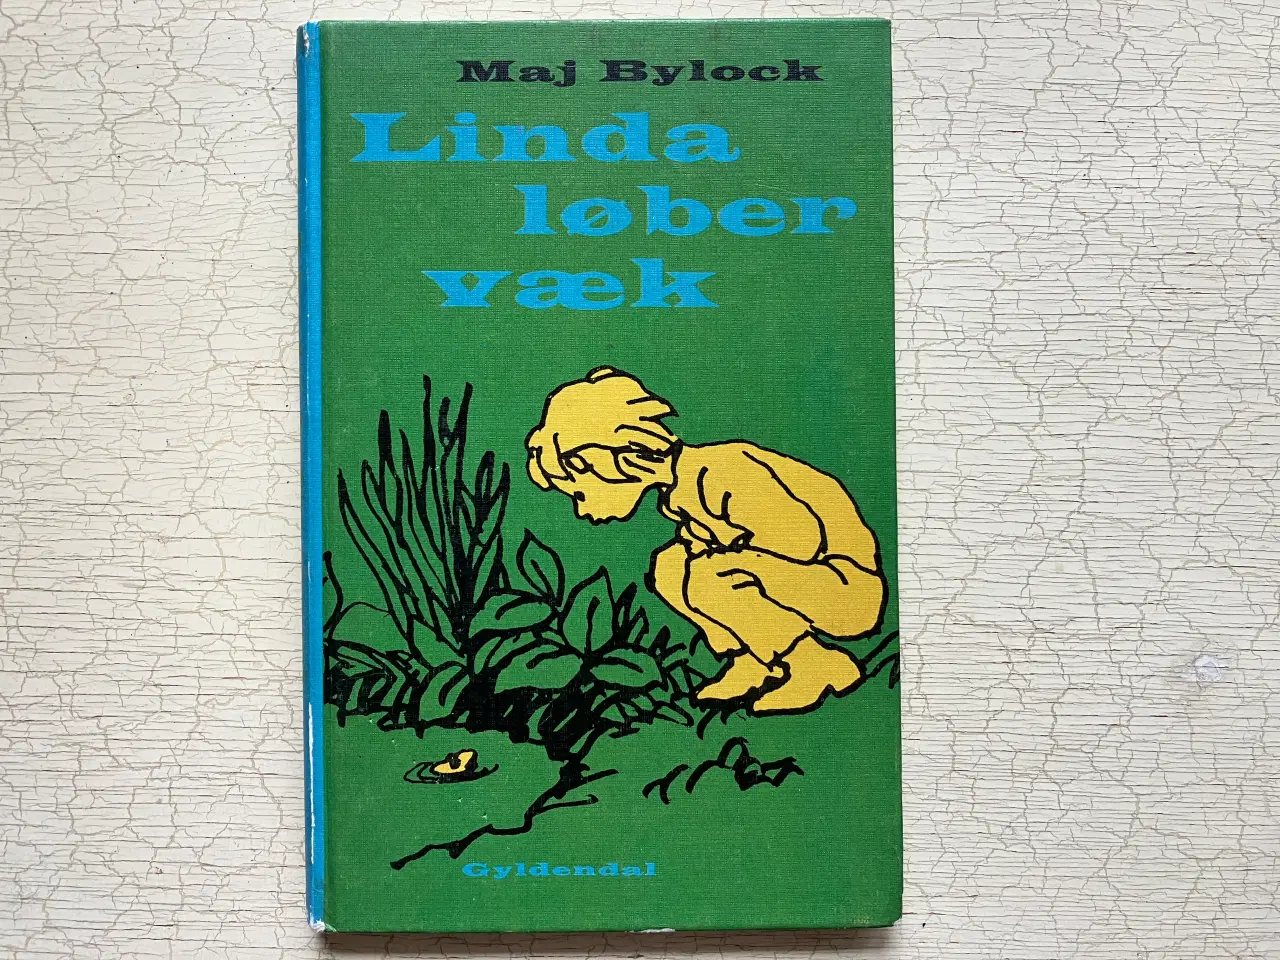 Maj Bylock
Linda
løber
væk
Gyldendal